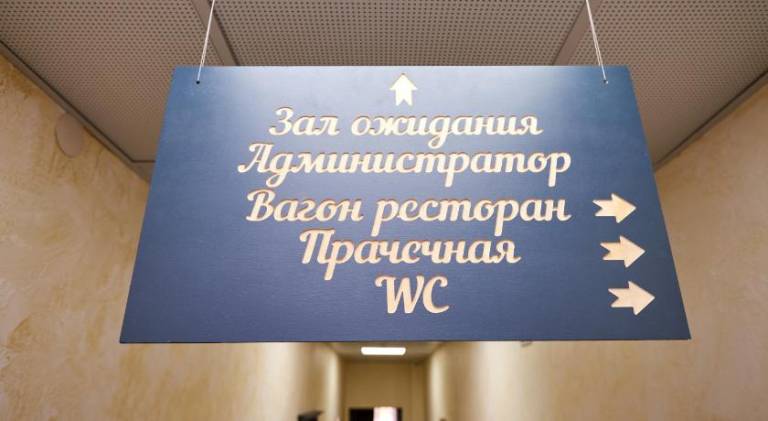 Зал ожидания
Администратор
Вагон ресторан
Прачечная
WC